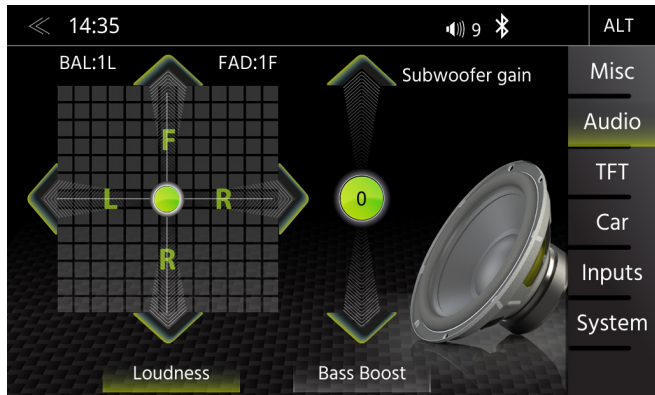 14:35
9
ALT
BAL:1L
FAD:1F
Subwoofer gain
Misc
Audio
TFT
Car
Inputs
System
F
L
R
R
0
Loudness
Bass Boost